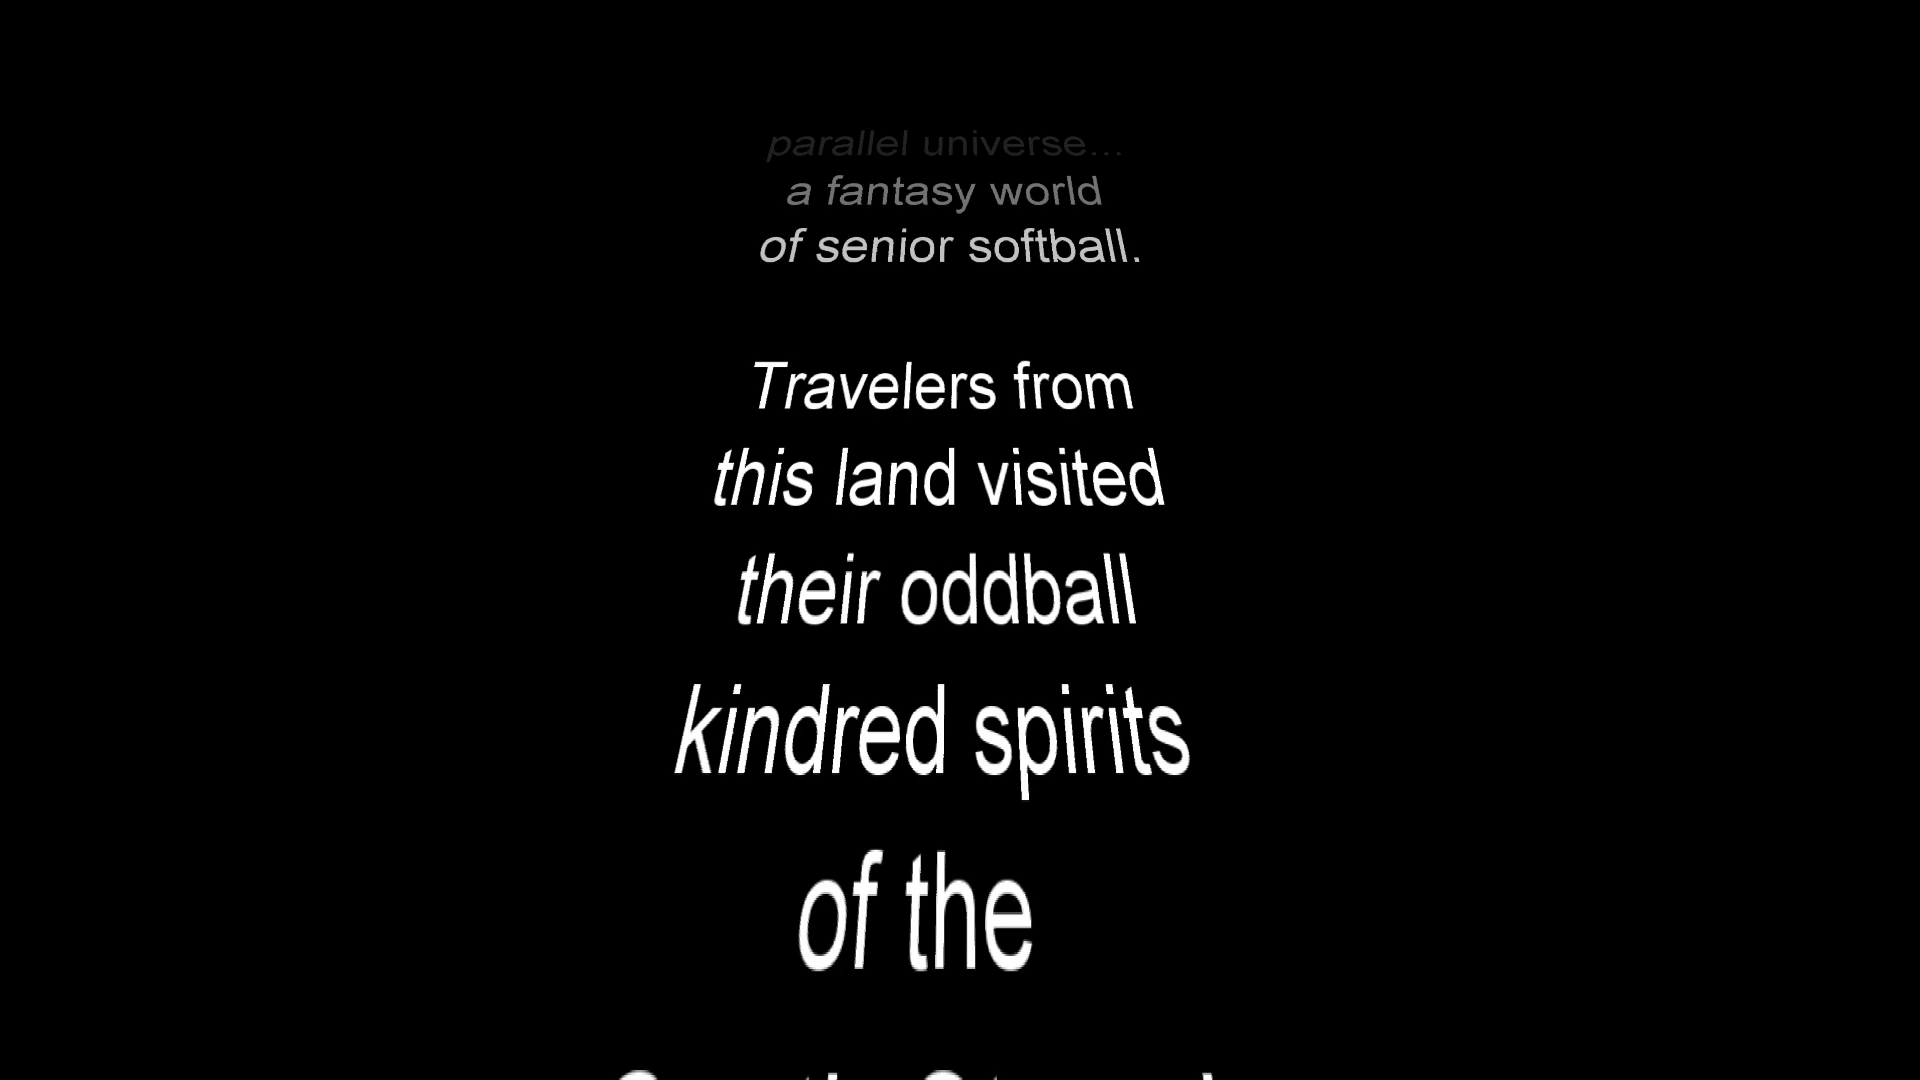 parallel universe...
a fantasy world
of senior softball.
Travelers from
this land visited
their oddball
kindred spirits
of the